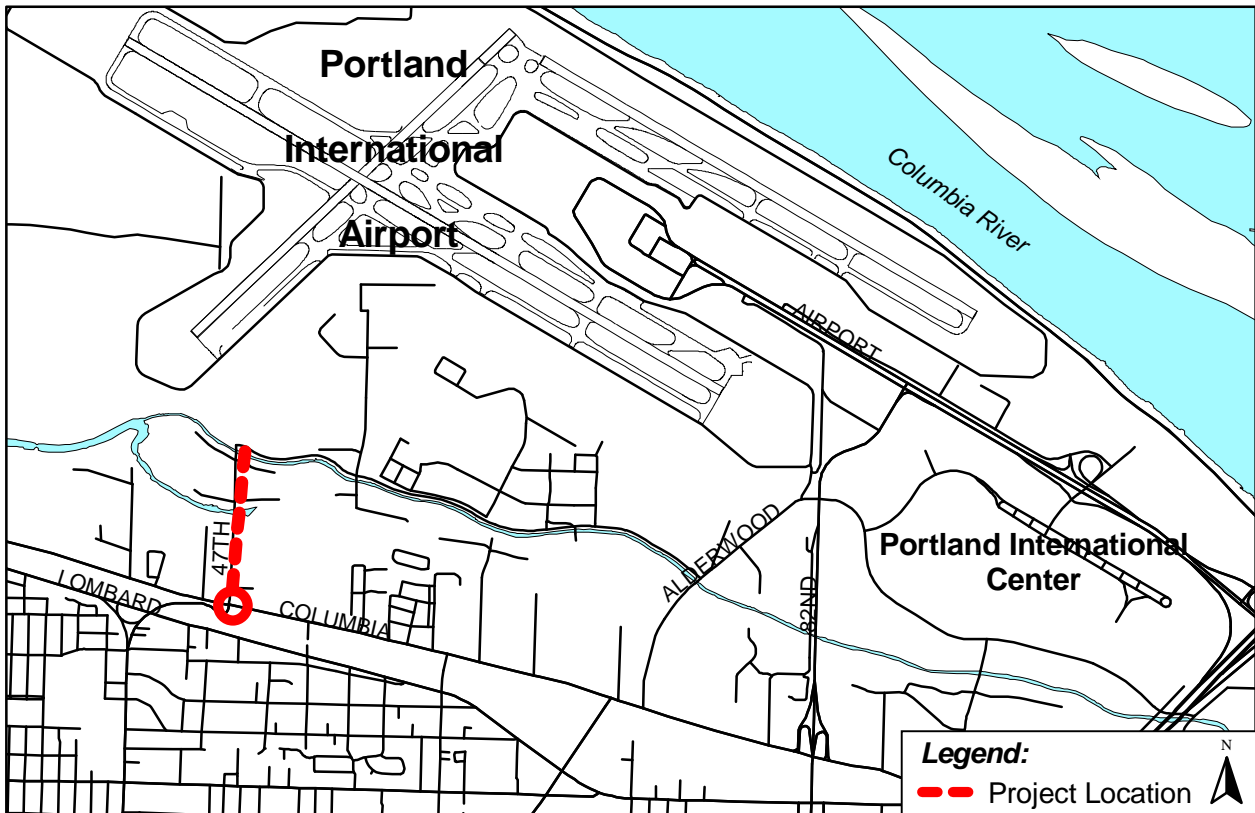 Portland
International
Airport
Columbia River
AIRPORT
ALDERWOOD
Portland International
Center
82ND
47TH
LOMBARD
COLUMBIA
Legend:
Project Location
N